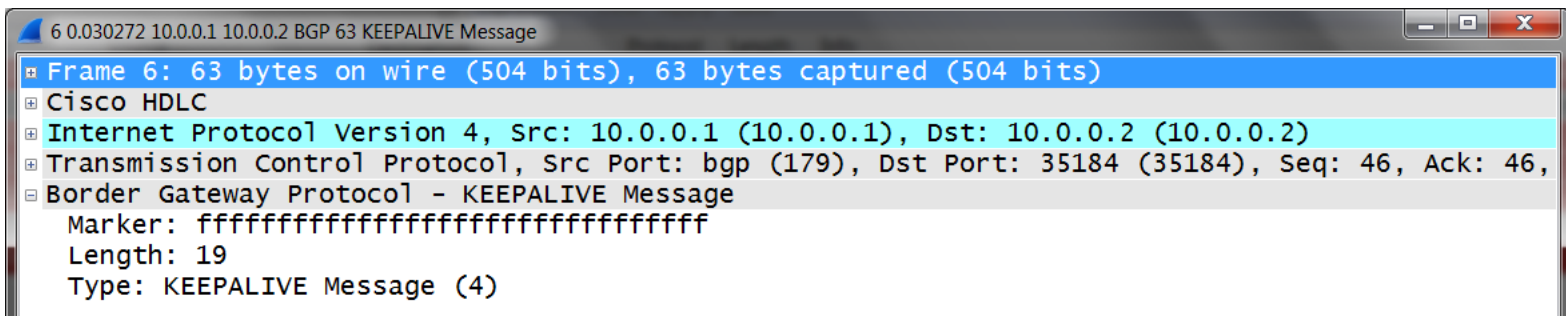 6 0.030272 10.0.0.1 10.0.0.2 BGP 63 KEEPALIVE Message
Frame 6: 63 bytes on wire (504 bits), 63 bytes captured (504 bits)
Cisco HDLC
Internet Protocol Version 4, Src: 10.0.0.1 (10.0.0.1), Dst: 10.0.0.2 (10.0.0.2)
Transmission Control Protocol, Src Port: bgp (179), Dst Port: 35184 (35184), Seq: 46, Ack: 46,
Border Gateway Protocol - KEEPALIVE Message
Marker: ffffffffffffffffffffffffffffffff
Length: 19
Type: KEEPALIVE Message (4)